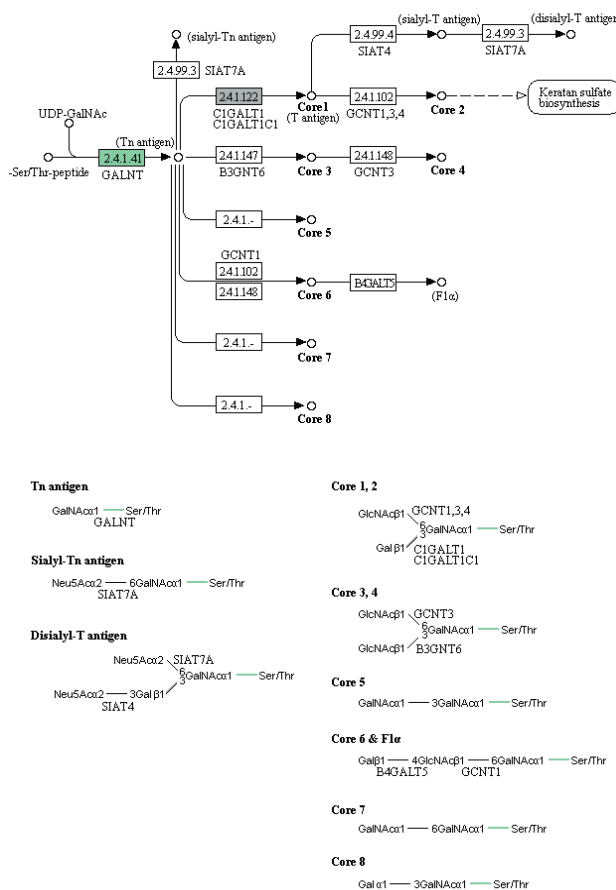 (sialyl-T antigen) (disialyl-T antigen)
(sialyl-Tn antigen)
2.4.99.4 2.4.99.3
SIAT4 SIAT7A
2.4.99.3 SIAT7A
UDP-GalNAc
2.4.1.122 Core1 2.4.1.102 Core 2 Keratan sulfate
biosynthesis
C1GALT1 (T antigen) GCNT1,3,4
C1GALT1C1
(Tn antigen)
2.4.1.41 2.4.1.147 2.4.1.148
-Ser/Thr-peptide GALNT B3GNT6 Core 3 GCNT3 Core 4
2.4.1.-
Core 5
GCNT1
2.4.1.102
2.4.1.148 Core 6 B4GALT5 (F1α)
2.4.1.-
Core 7
2.4.1.-
Core 8
Tn antigen
GalNAcα1 Ser/Thr
GALNT
Sialyl-Tn antigen
Neu5Acα2 6GalNAcα1 Ser/Thr
SIAT7A
Disialyl-T antigen
Neu5Acα2 SIAT7A
6
3GalNAcα1 Ser/Thr
Neu5Acα2 3Galβ1
SIAT4
Core 1, 2
GlcNAcβ1 GCNT1,3,4
6
3GalNAcα1 Ser/Thr
Galβ1 C1GALT1
C1GALT1C1
Core 3, 4
GlcNAcβ1 GCNT3
6
3GalNAcα1 Ser/Thr
GlcNAcβ1 B3GNT6
Core 5
GalNAcα1 3GalNAcα1 Ser/Thr
Core 6 & F1α
Galβ1 4GlcNAcβ1 6GalNAcα1 Ser/Thr
B4GALT5 GCNT1
Core 7
GalNAcα1 6GalNAcα1 Ser/Thr
Core 8
Galα1 3GalNAcα1 Ser/Thr